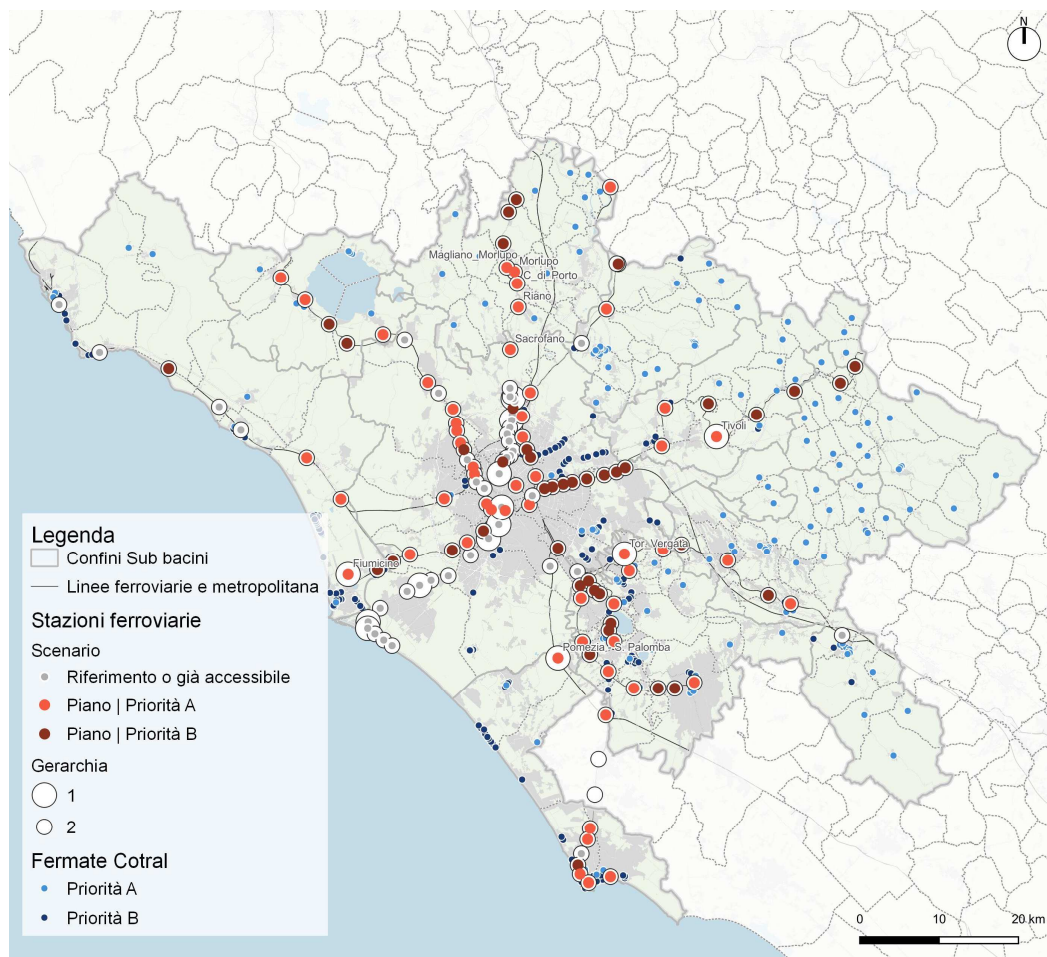 N
Magliano Morlupo
Morlupo
C. di Porto
Riano
Sacrofano
Tivoli
Tor. Vergata
Fiumicino
Pomezia - S. Palomba
Legenda
Confini Sub bacini
Linee ferroviarie e metropolitana
Stazioni ferroviarie
Scenario
Riferimento o già accessibile
Piano | Priorità A
Piano | Priorità B
Gerarchia
1
2
Fermate Cotral
Priorità A
Priorità B
0 10 20 km